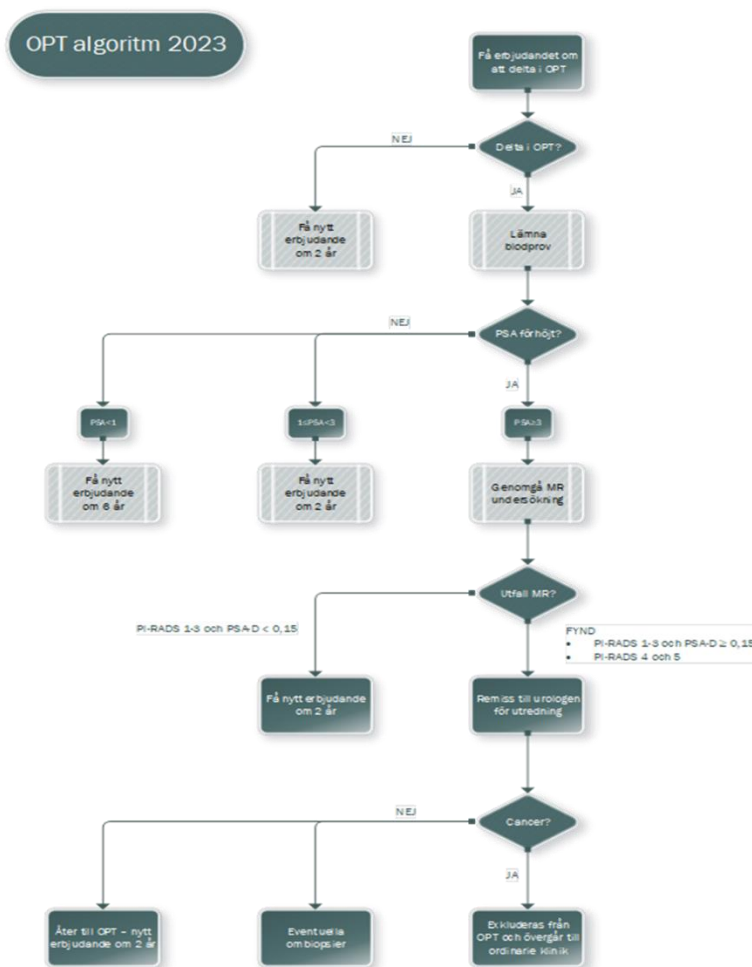 OPT algoritm 2023
Få erbjudandet om
att delta i OPT
Delta i OPT?
NEJ
JA
Få nytt
erbjudande
om 2 år
Lämna
blodprov
PSA förhöjt?
NEJ
JA
PSA<1
1≤PSA<3
PSA≥3
Få nytt
erbjudande
om 6 år
Få nytt
erbjudande
om 2 år
Genomgå MR
undersökning
Utfall MR?
PI-RADS 1-3 och PSA-D < 0,15
FYND
• PI-RADS 1-3 och PSA-D ≥ 0,15
• PI-RADS 4 och 5
Få nytt erbjudande
om 2 år
Remiss till urologen
för utredning
Cancer?
NEJ
JA
Åter till OPT – nytt
erbjudande om 2 år
Eventuella
ombiopsier
Exkluderas från
OPT och övergår till
ordinarie klinik